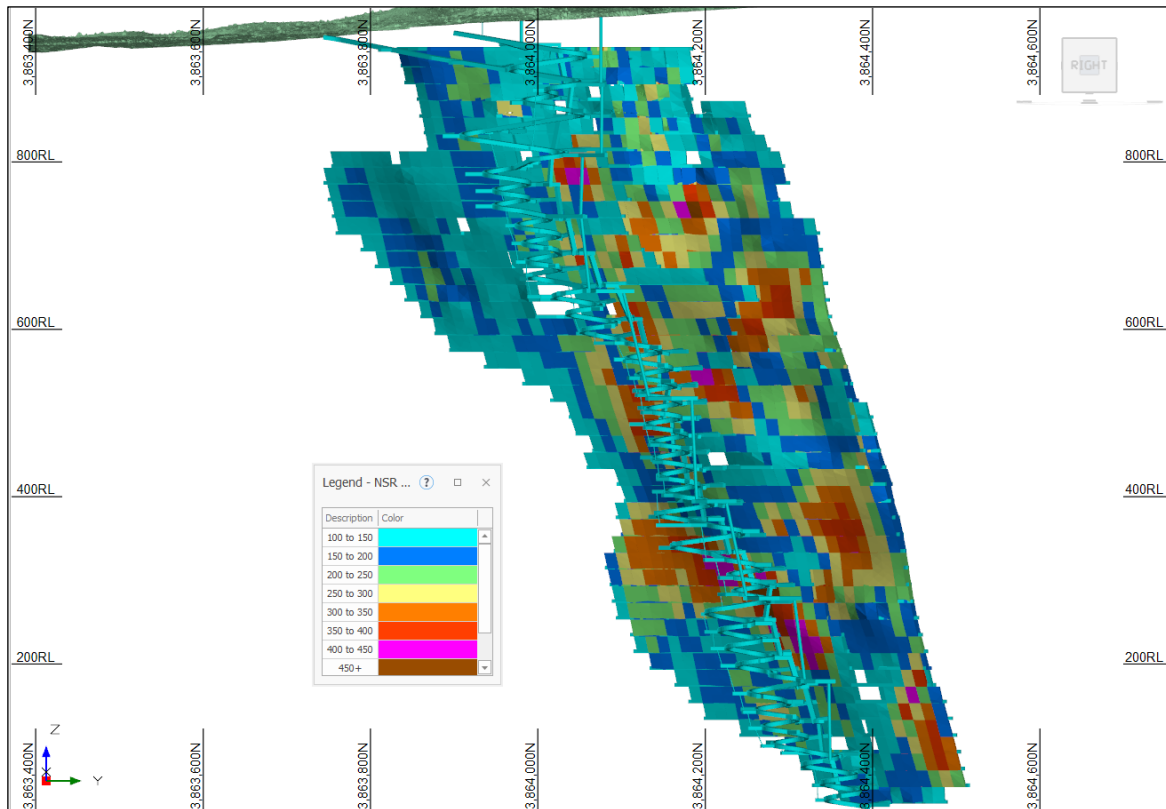 3,863,400N
3,863,600N
3,863,800N
3,864,000N
3,864,200N
3,864,400N
3,864,600N
RIGHT
800RL
800RL
600RL
600RL
400RL
400RL
200RL
200RL
Legend - NSR ... ?
Description Color
100 to 150
150 to 200
200 to 250
250 to 300
300 to 350
350 to 400
400 to 450
450+
Z
X
Y
3,863,400N
3,863,600N
3,863,800N
3,864,000N
3,864,200N
3,864,400N
3,864,600N